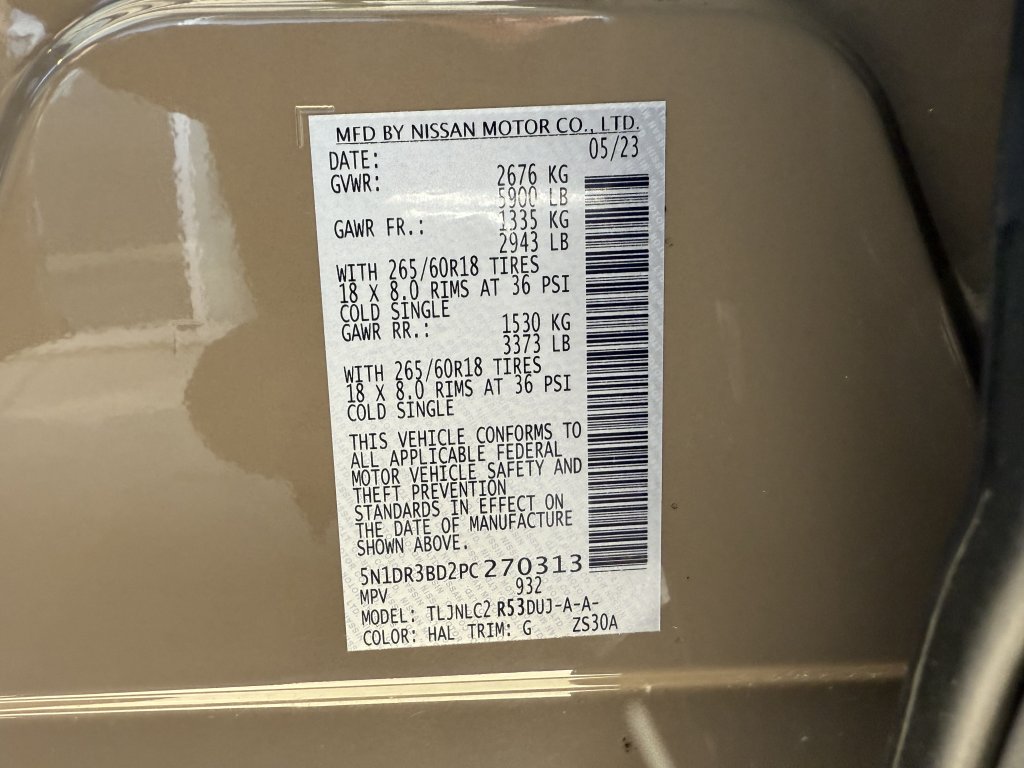 MFD BY NISSAN MOTOR CO., LTD.
DATE: 05/23
GVWR: 2676 KG
5900 LB
GAWR FR.: 1335 KG
2943 LB
WITH 265/60R18 TIRES
18 X 8.0 RIMS AT 36 PSI
COLD SINGLE
GAWR RR.: 1530 KG
3373 LB
WITH 265/60R18 TIRES
18 X 8.0 RIMS AT 36 PSI
COLD SINGLE
THIS VEHICLE CONFORMS TO
ALL APPLICABLE FEDERAL
MOTOR VEHICLE SAFETY AND
THEFT PREVENTION
STANDARDS IN EFFECT ON
THE DATE OF MANUFACTURE
SHOWN ABOVE.
5N1DR3BD2PC270313
MPV 932
MODEL: TLJNLC2 R53DUJ-A-A-
COLOR: HAL TRIM: G ZS30A